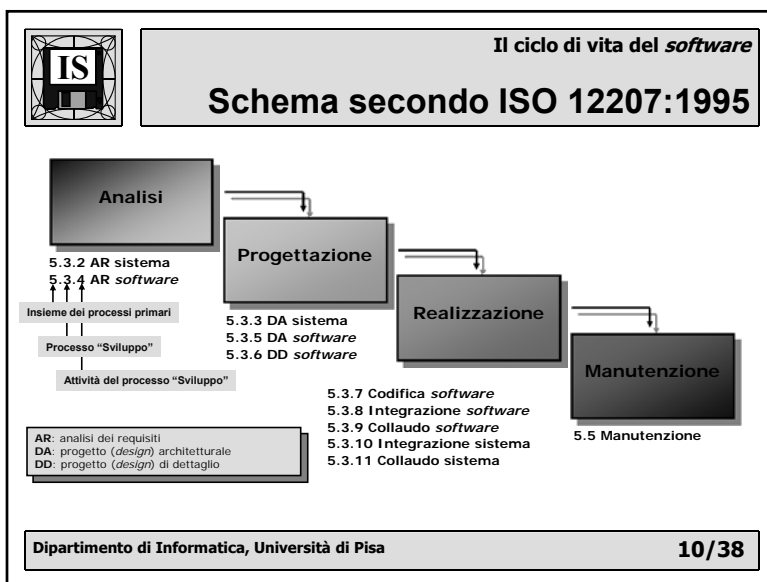 IS
Il ciclo di vita del software
Schema secondo ISO 12207:1995
Analisi
5.3.2 AR sistema
5.3.4 AR software
Insieme dei processi primari
Processo “Sviluppo”
Attività del processo “Sviluppo”
Progettazione
5.3.3 DA sistema
5.3.5 DA software
5.3.6 DD software
Realizzazione
5.3.7 Codifica software
5.3.8 Integrazione software
5.3.9 Collaudo software
5.3.10 Integrazione sistema
5.3.11 Collaudo sistema
Manutenzione
5.5 Manutenzione
AR: analisi dei requisiti
DA: progetto (design) architetturale
DD: progetto (design) di dettaglio
Dipartimento di Informatica, Università di Pisa
10/38